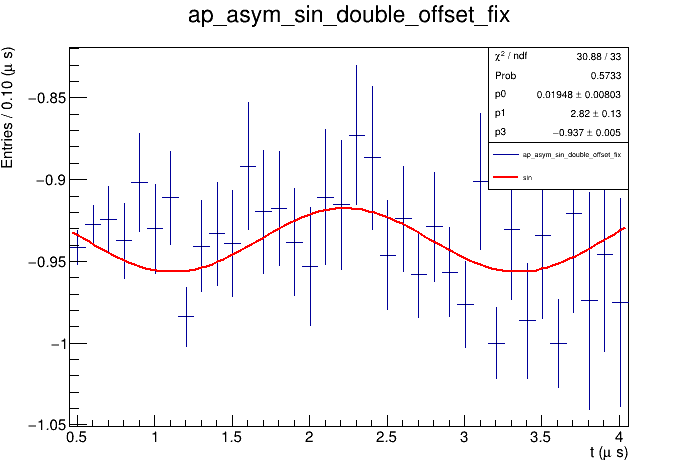 ap_asym_sin_double_offset_fix
Entries / 0.10 (μ s)
χ² / ndf 30.88 / 33
Prob 0.5733
p0 0.01948 ± 0.00803
p1 2.82 ± 0.13
p3 −0.937 ± 0.005
ap_asym_sin_double_offset_fix
sin
−0.85
−0.9
−0.95
−1
−1.05
0.5 1 1.5 2 2.5 3 3.5 4
t (μ s)